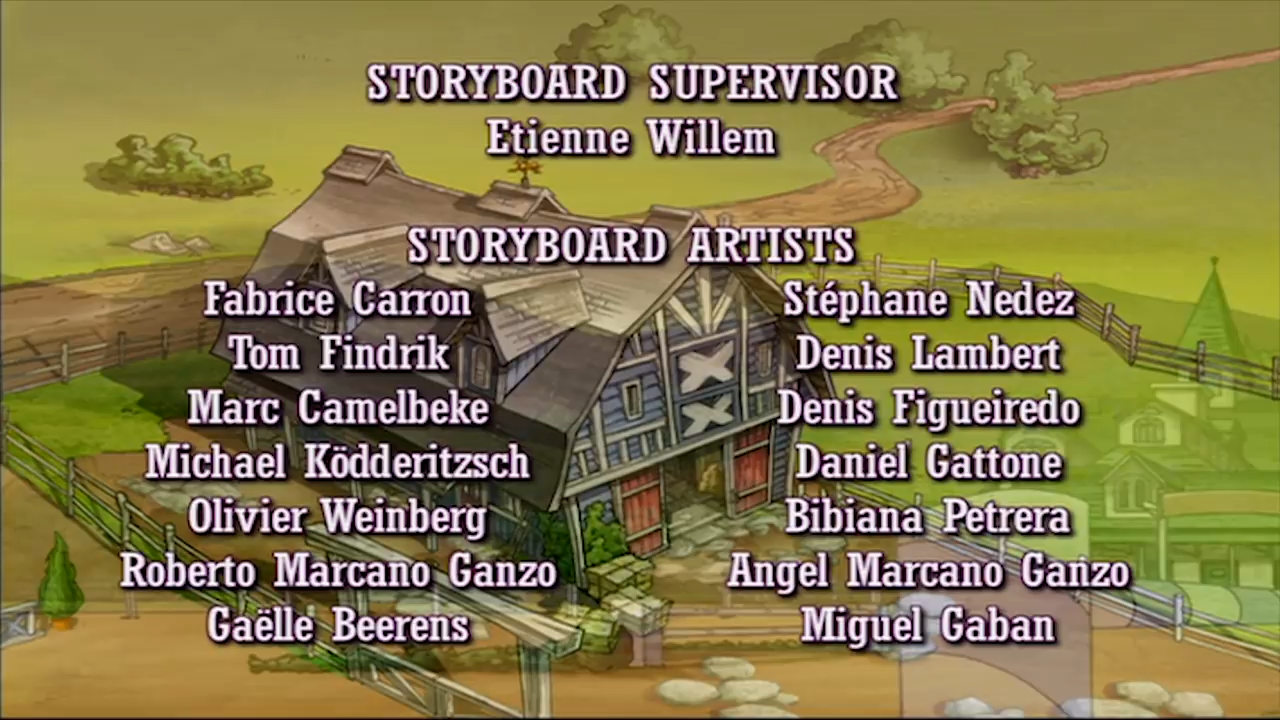 STORYBOARD SUPERVISOR
Etienne Willem
STORYBOARD ARTISTS
Fabrice Carron
Stéphane Nedez
Tom Findrik
Denis Lambert
Marc Camelbeke
Denis Figueiredo
Michael Ködderitzsch
Daniel Gattone
Olivier Weinberg
Bibiana Petrera
Roberto Marcano Ganzo
Angel Marcano Ganzo
Gaëlle Beerens
Miguel Gaban